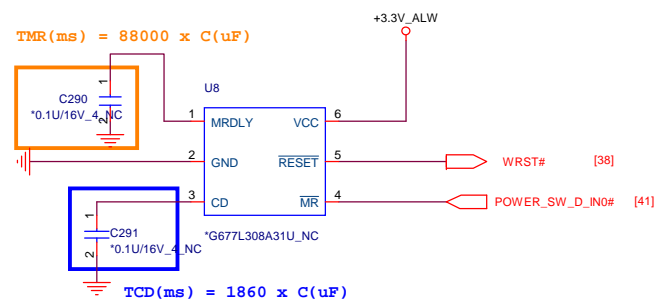 +3.3V_ALW
TMR(ms) = 88000 x C(uF)
U8
1
C290
*0.1U/16V_4_NC
2
1 MRDLY VCC 6
2 GND RESET 5 WRST# [38]
3 CD MR 4 POWER_SW_D_IN0# [41]
1
C291
*0.1U/16V_4_NC
2
*G677L308A31U_NC
TCD(ms) = 1860 x C(uF)